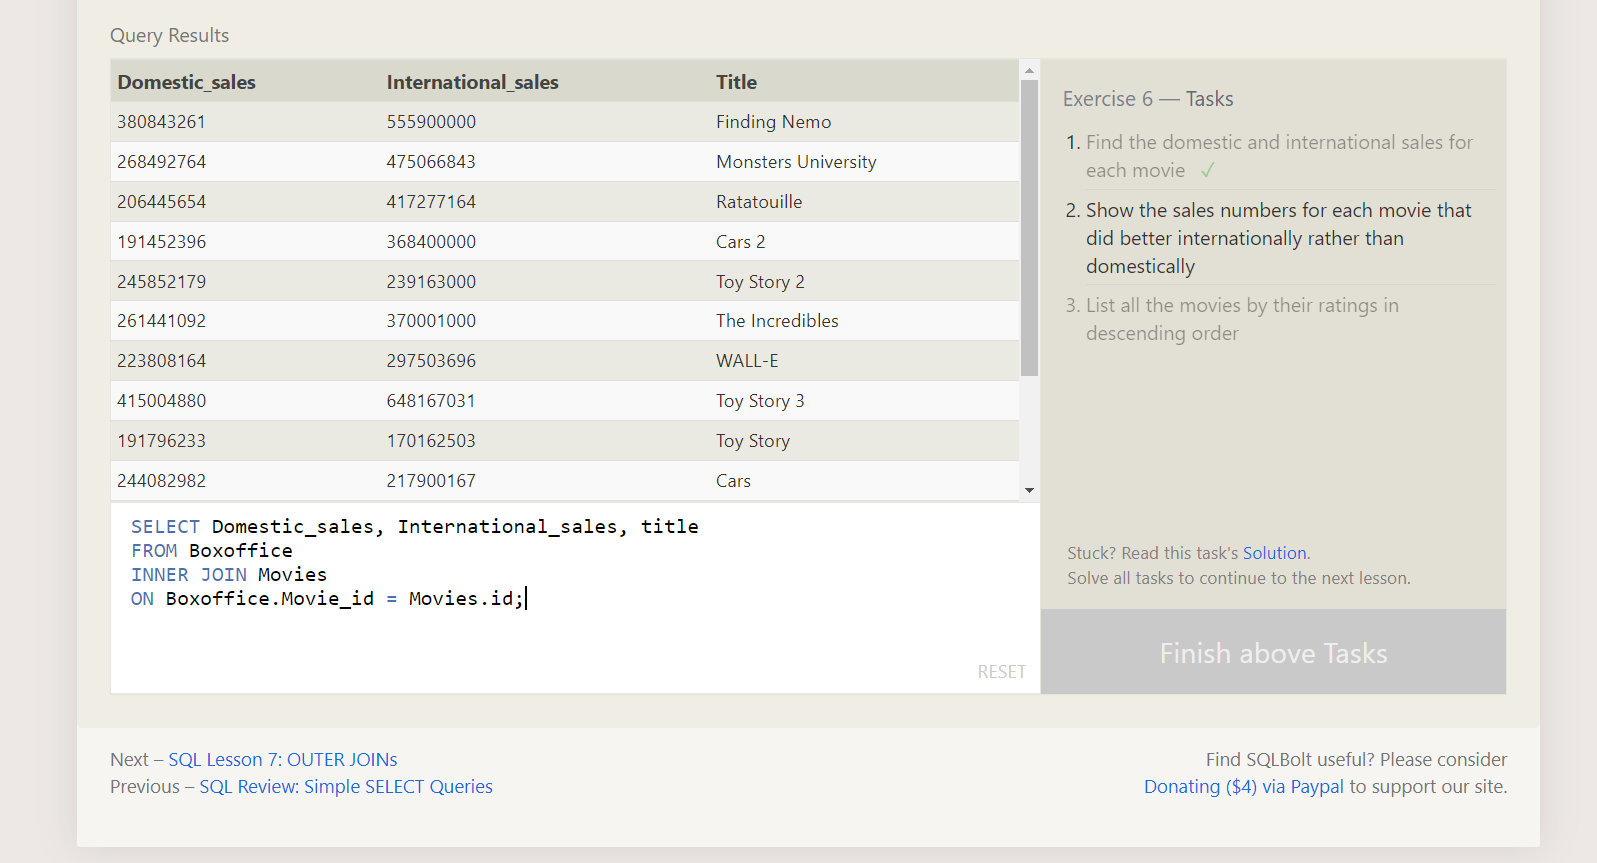 Query Results
Domestic_sales International_sales Title
380843261 555900000 Finding Nemo
268492764 475066843 Monsters University
206445654 417277164 Ratatouille
191452396 368400000 Cars 2
245852179 239163000 Toy Story 2
261441092 370001000 The Incredibles
223808164 297503696 WALL-E
415004880 648167031 Toy Story 3
191796233 170162503 Toy Story
244082982 217900167 Cars
SELECT Domestic_sales, International_sales, title
FROM Boxoffice
INNER JOIN Movies
ON Boxoffice.Movie_id = Movies.id;
RESET
Exercise 6 — Tasks
1. Find the domestic and international sales for
each movie ✓
2. Show the sales numbers for each movie that
did better internationally rather than
domestically
3. List all the movies by their ratings in
descending order
Stuck? Read this task's Solution.
Solve all tasks to continue to the next lesson.
Finish above Tasks
Next – SQL Lesson 7: OUTER JOINs
Previous – SQL Review: Simple SELECT Queries
Find SQLBolt useful? Please consider
Donating ($4) via Paypal to support our site.